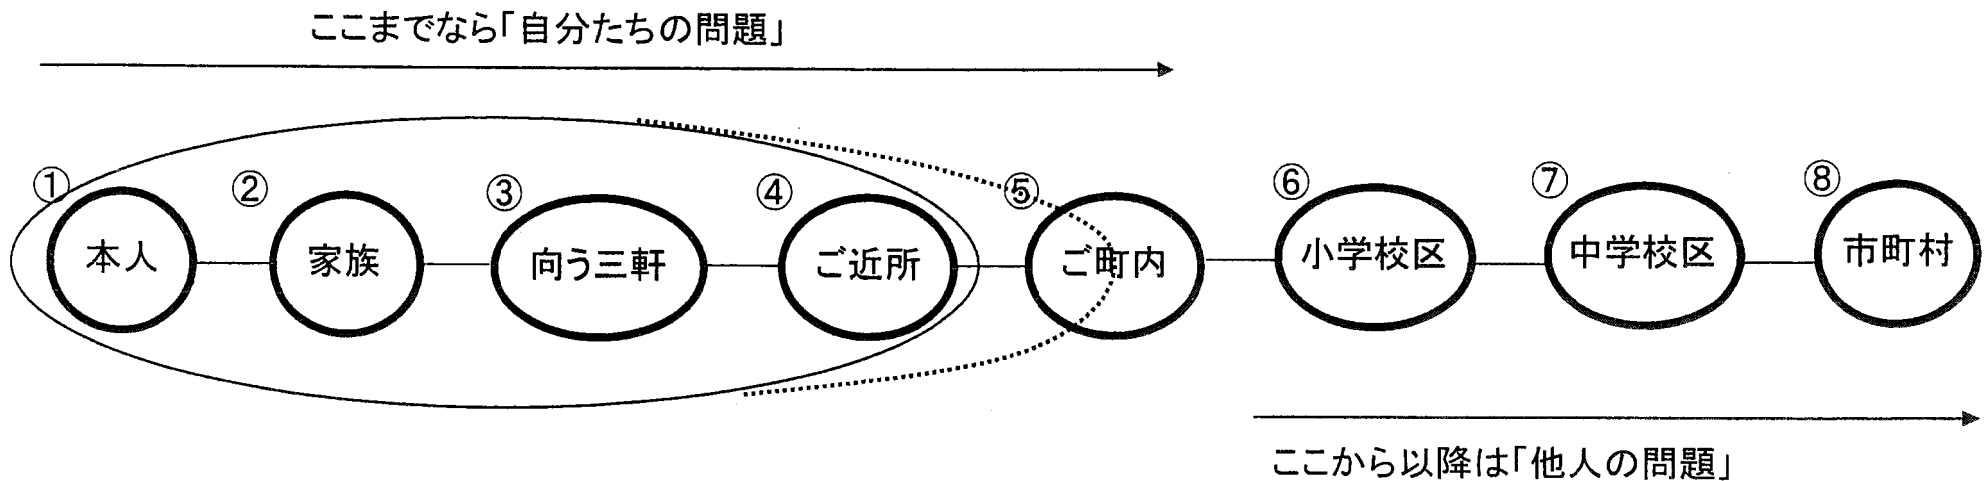 ここまでなら「自分たちの問題」
① ② ③ ④ ⑤ ⑥ ⑦ ⑧
本人 家族 向う三軒 ご近所 ご町内 小学校区 中学校区 市町村
ここから以降は「他人の問題」